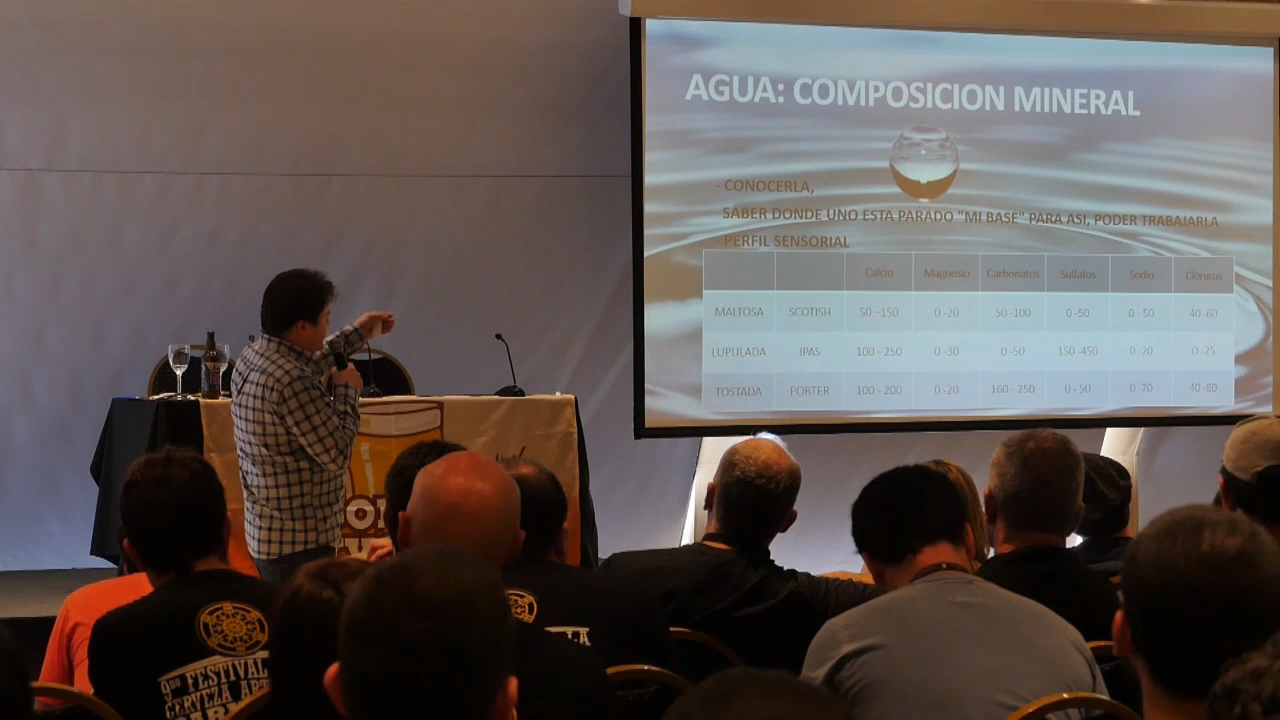 AGUA: COMPOSICION MINERAL
- CONOCERLA,
SABER DONDE UNO ESTA PARADO "MI BASE" PARA ASI, PODER TRABAJARLA
- PERFIL SENSORIAL
Calcio Magnesio Carbonatos Sulfatos Sodio Cloruros
MALTOSA SCOTISH 50 -150 0 -20 50 -100 0 -50 0 - 50 40 -60
LUPULADA IPAS 100 - 250 0 -30 0 -50 150 -450 0 -20 0 -25
TOSTADA PORTER 100 - 200 0 -20 160 - 250 0 - 50 0 -70 40 -80
9NO FESTIVAL
CERVEZA ART